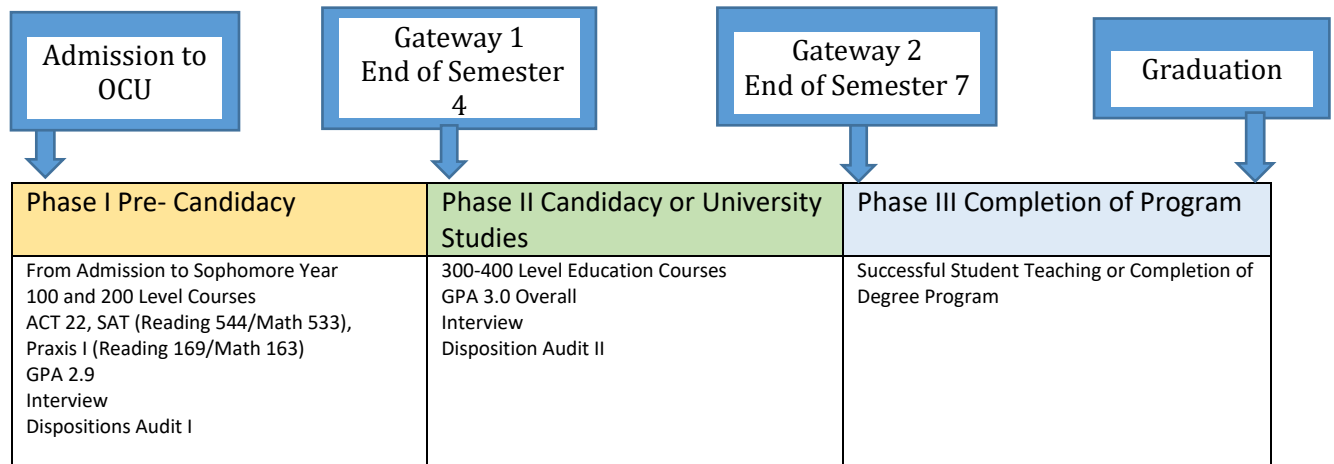 Admission to
OCU
Gateway 1
End of Semester
4
Gateway 2
End of Semester 7
Graduation
Phase I Pre- Candidacy
Phase II Candidacy or University
Studies
Phase III Completion of Program
From Admission to Sophomore Year
100 and 200 Level Courses
ACT 22, SAT (Reading 544/Math 533),
Praxis I (Reading 169/Math 163)
GPA 2.9
Interview
Dispositions Audit I
300-400 Level Education Courses
GPA 3.0 Overall
Interview
Disposition Audit II
Successful Student Teaching or Completion of
Degree Program